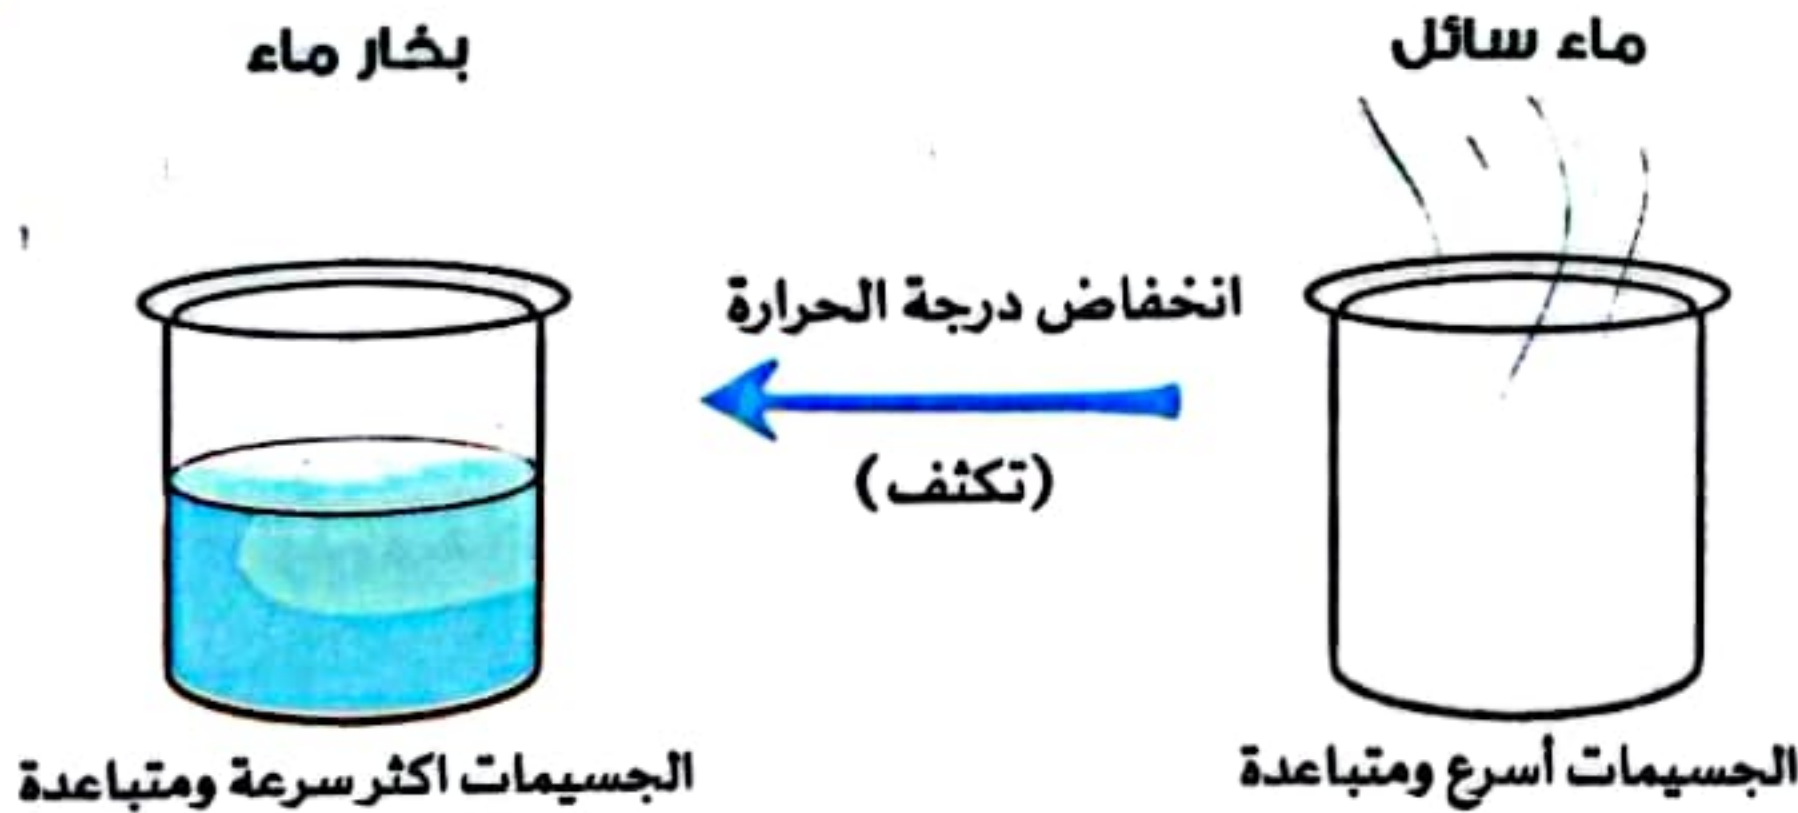 ماء سائل
بخار ماء
انخفاض درجة الحرارة
(تكثف)
الجسيمات أسرع ومتباعدة
الجسيمات اكثر سرعة ومتباعدة